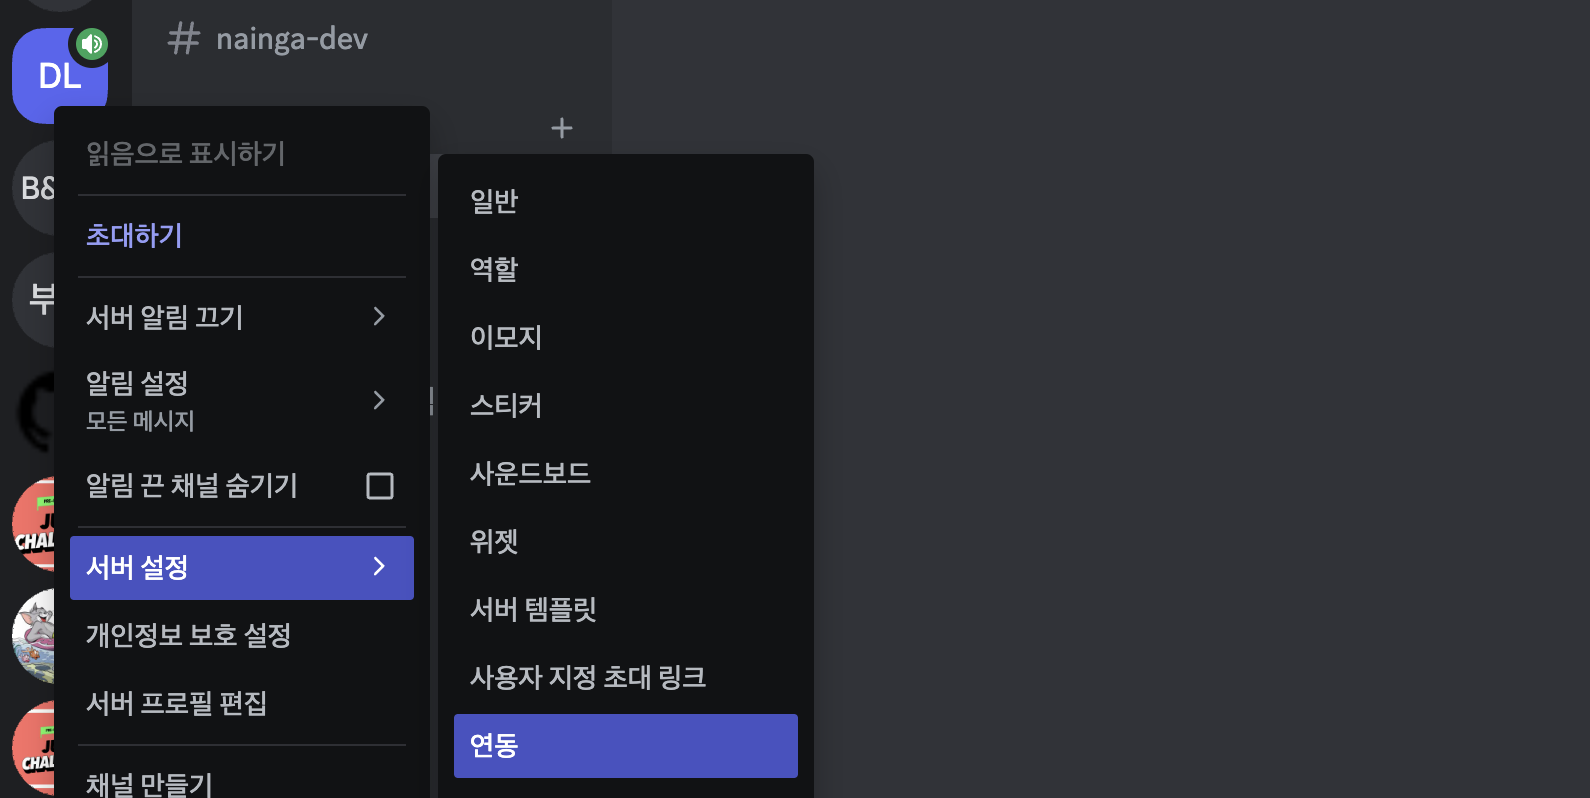 # nainga-dev
DL
B&
부
읽음으로 표시하기
초대하기
서버 알림 끄기
알림 설정
모든 메시지
알림 끈 채널 숨기기
서버 설정
개인정보 보호 설정
서버 프로필 편집
채널 만들기
일반
역할
이모지
스티커
사운드보드
위젯
서버 템플릿
사용자 지정 초대 링크
연동
JU
CHAL
JU
CHAL